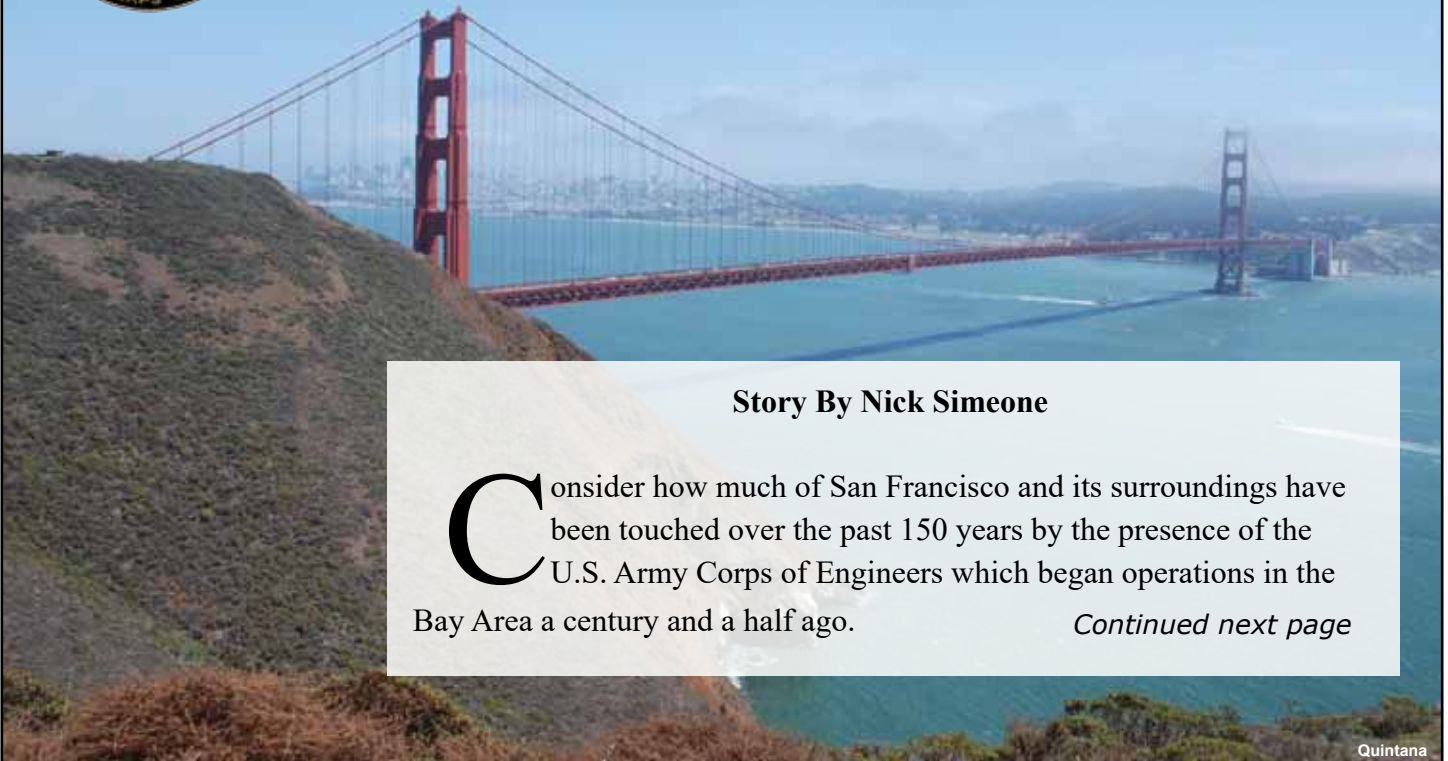 Story By Nick Simeone
Consider how much of San Francisco and its surroundings have
been touched over the past 150 years by the presence of the
U.S. Army Corps of Engineers which began operations in the
Bay Area a century and a half ago.
Continued next page
Quintana